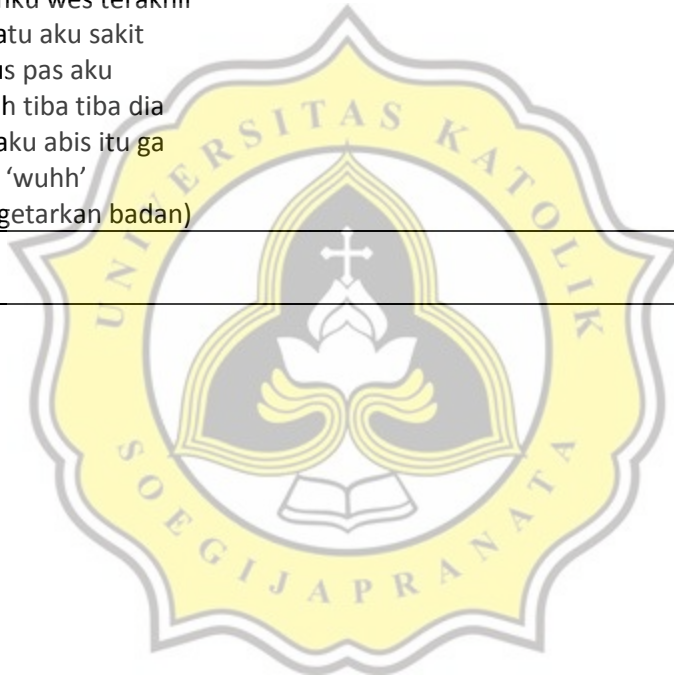 wes terakhir
atu aku sakit
us pas aku
h tiba tiba dia
aku abis itu ga
‘wuhh’
getarkan badan)
UNIVERSITAS KATOLIK
SOEGIJAPRANATA